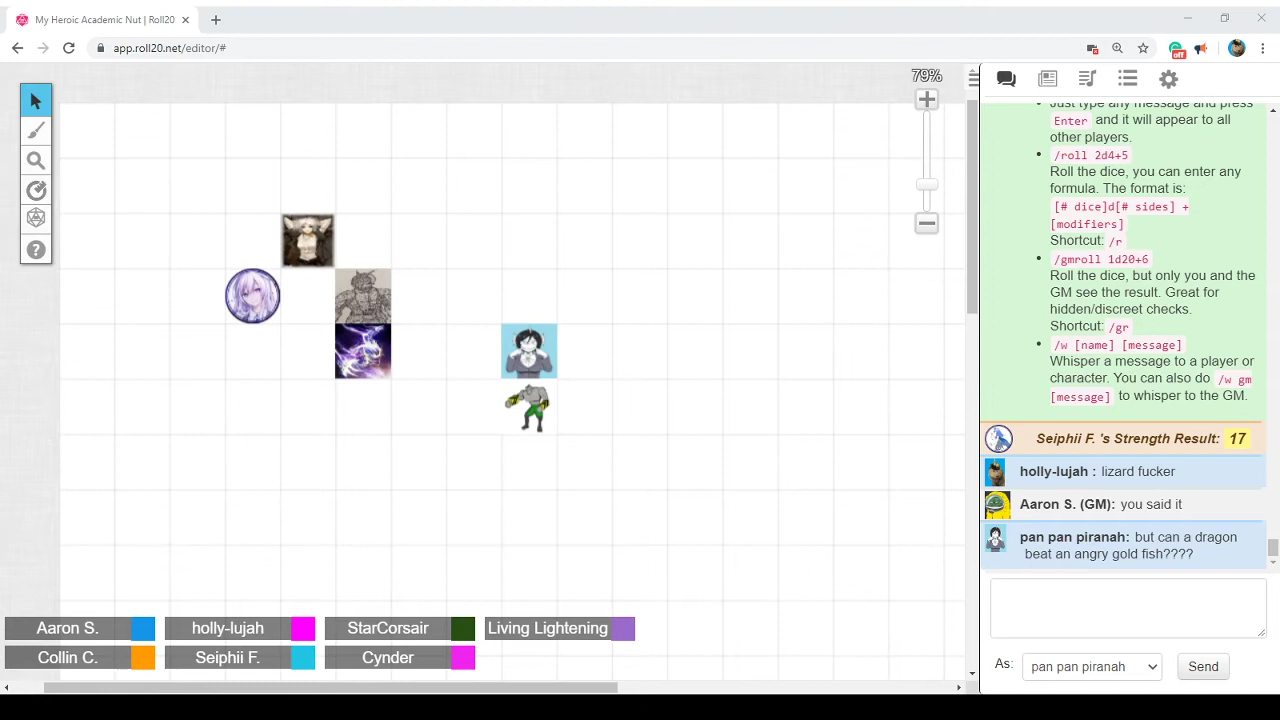 My Heroic Academic Nut | Roll20
app.roll20.net/editor/#
off
79%
Just type any message and press
Enter and it will appear to all
other players.
/roll 2d4+5
Roll the dice, you can enter any
formula. The format is:
[# dice]d[# sides] +
[modifiers]
Shortcut: /r
/gmroll 1d20+6
Roll the dice, but only you and the
GM see the result. Great for
hidden/discreet checks.
Shortcut: /gr
/w [name] [message]
Whisper a message to a player or
character. You can also do /w gm
[message] to whisper to the GM.
Seiphii F. 's Strength Result: 17
holly-lujah : lizard fucker
Aaron S. (GM): you said it
pan pan piranah: but can a dragon
beat an angry gold fish????
Aaron S. holly-lujah StarCorsair Living Lightening
Collin C. Seiphii F. Cynder
As: pan pan piranah Send